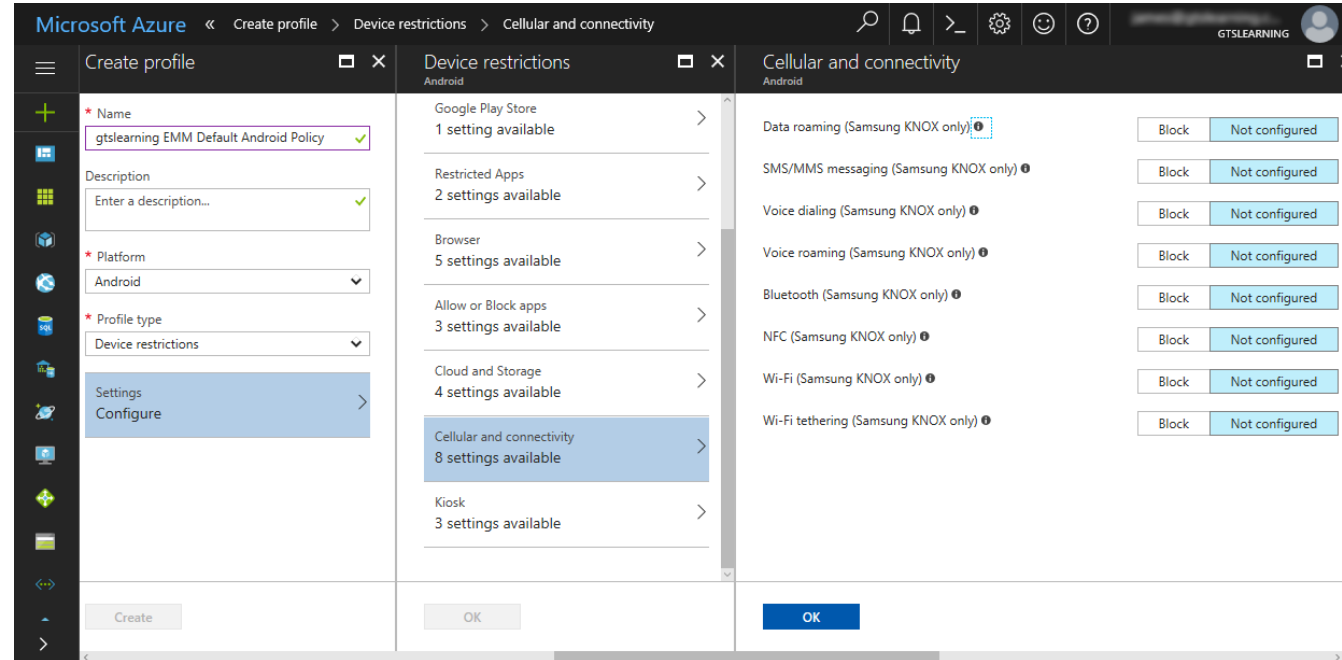 Microsoft Azure « Create profile > Device restrictions > Cellular and connectivity
GTSLEARNING
Create profile
* Name
gtslearning EMM Default Android Policy
Description
Enter a description...
* Platform
Android
* Profile type
Device restrictions
Settings
Configure
Create
Device restrictions
Android
Google Play Store
1 setting available
Restricted Apps
2 settings available
Browser
5 settings available
Allow or Block apps
3 settings available
Cloud and Storage
4 settings available
Cellular and connectivity
8 settings available
Kiosk
3 settings available
OK
Cellular and connectivity
Android
Data roaming (Samsung KNOX only) Block Not configured
SMS/MMS messaging (Samsung KNOX only) Block Not configured
Voice dialing (Samsung KNOX only) Block Not configured
Voice roaming (Samsung KNOX only) Block Not configured
Bluetooth (Samsung KNOX only) Block Not configured
NFC (Samsung KNOX only) Block Not configured
Wi-Fi (Samsung KNOX only) Block Not configured
Wi-Fi tethering (Samsung KNOX only) Block Not configured
OK